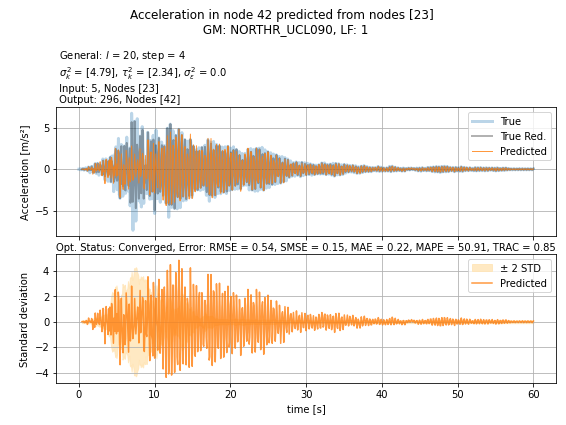 Acceleration in node 42 predicted from nodes [23]
GM: NORTHR_UCL090, LF: 1
General: l = 20, step = 4
σ²ₖ = [4.79], τ²ₖ = [2.34], σ²ε = 0.0
Input: 5, Nodes [23]
Output: 296, Nodes [42]
Acceleration [m/s²]
5
0
−5
True
True Red.
Predicted
Opt. Status: Converged, Error: RMSE = 0.54, SMSE = 0.15, MAE = 0.22, MAPE = 50.91, TRAC = 0.85
Standard deviation
4
2
0
−2
−4
± 2 STD
Predicted
0 10 20 30 40 50 60
time [s]